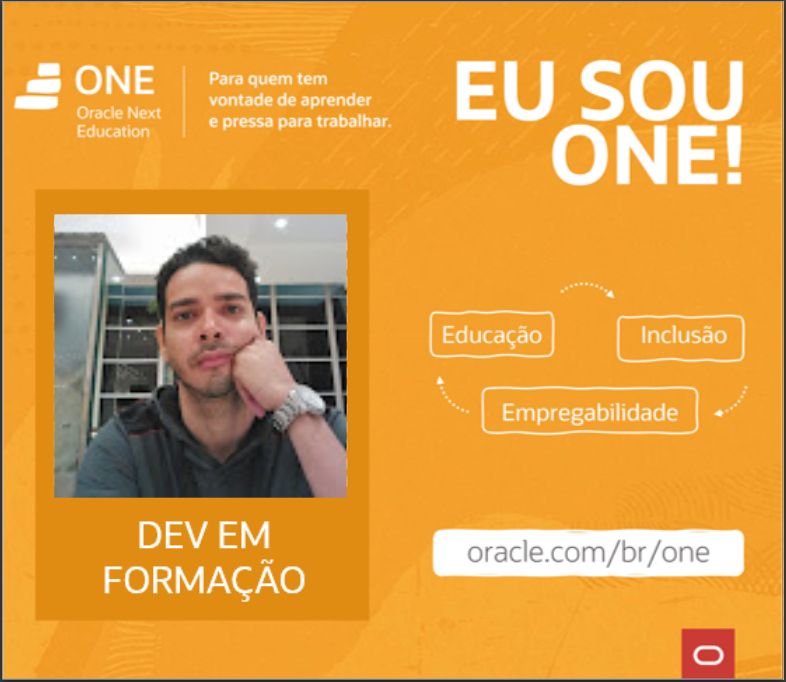 ONE
Oracle Next
Education
Para quem tem
vontade de aprender
e pressa para trabalhar.
EU SOU
ONE!
DEV EM
FORMAÇÃO
Educação
Inclusão
Empregabilidade
oracle.com/br/one